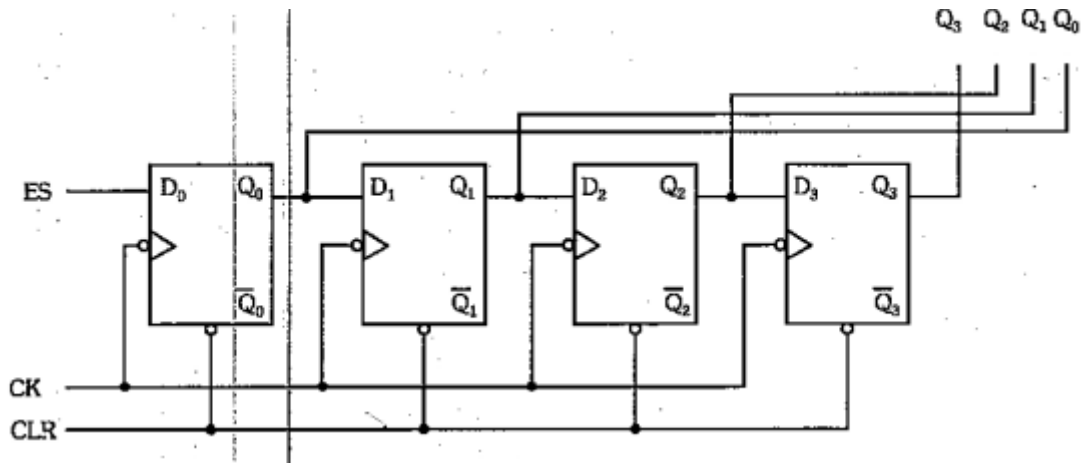 Q₃ Q₂ Q₁ Q₀
ES D₀ Q₀ D₁ Q₁ D₂ Q₂ D₃ Q₃
Q̅₀ Q̅₁ Q̅₂ Q̅₃
CK
CLR